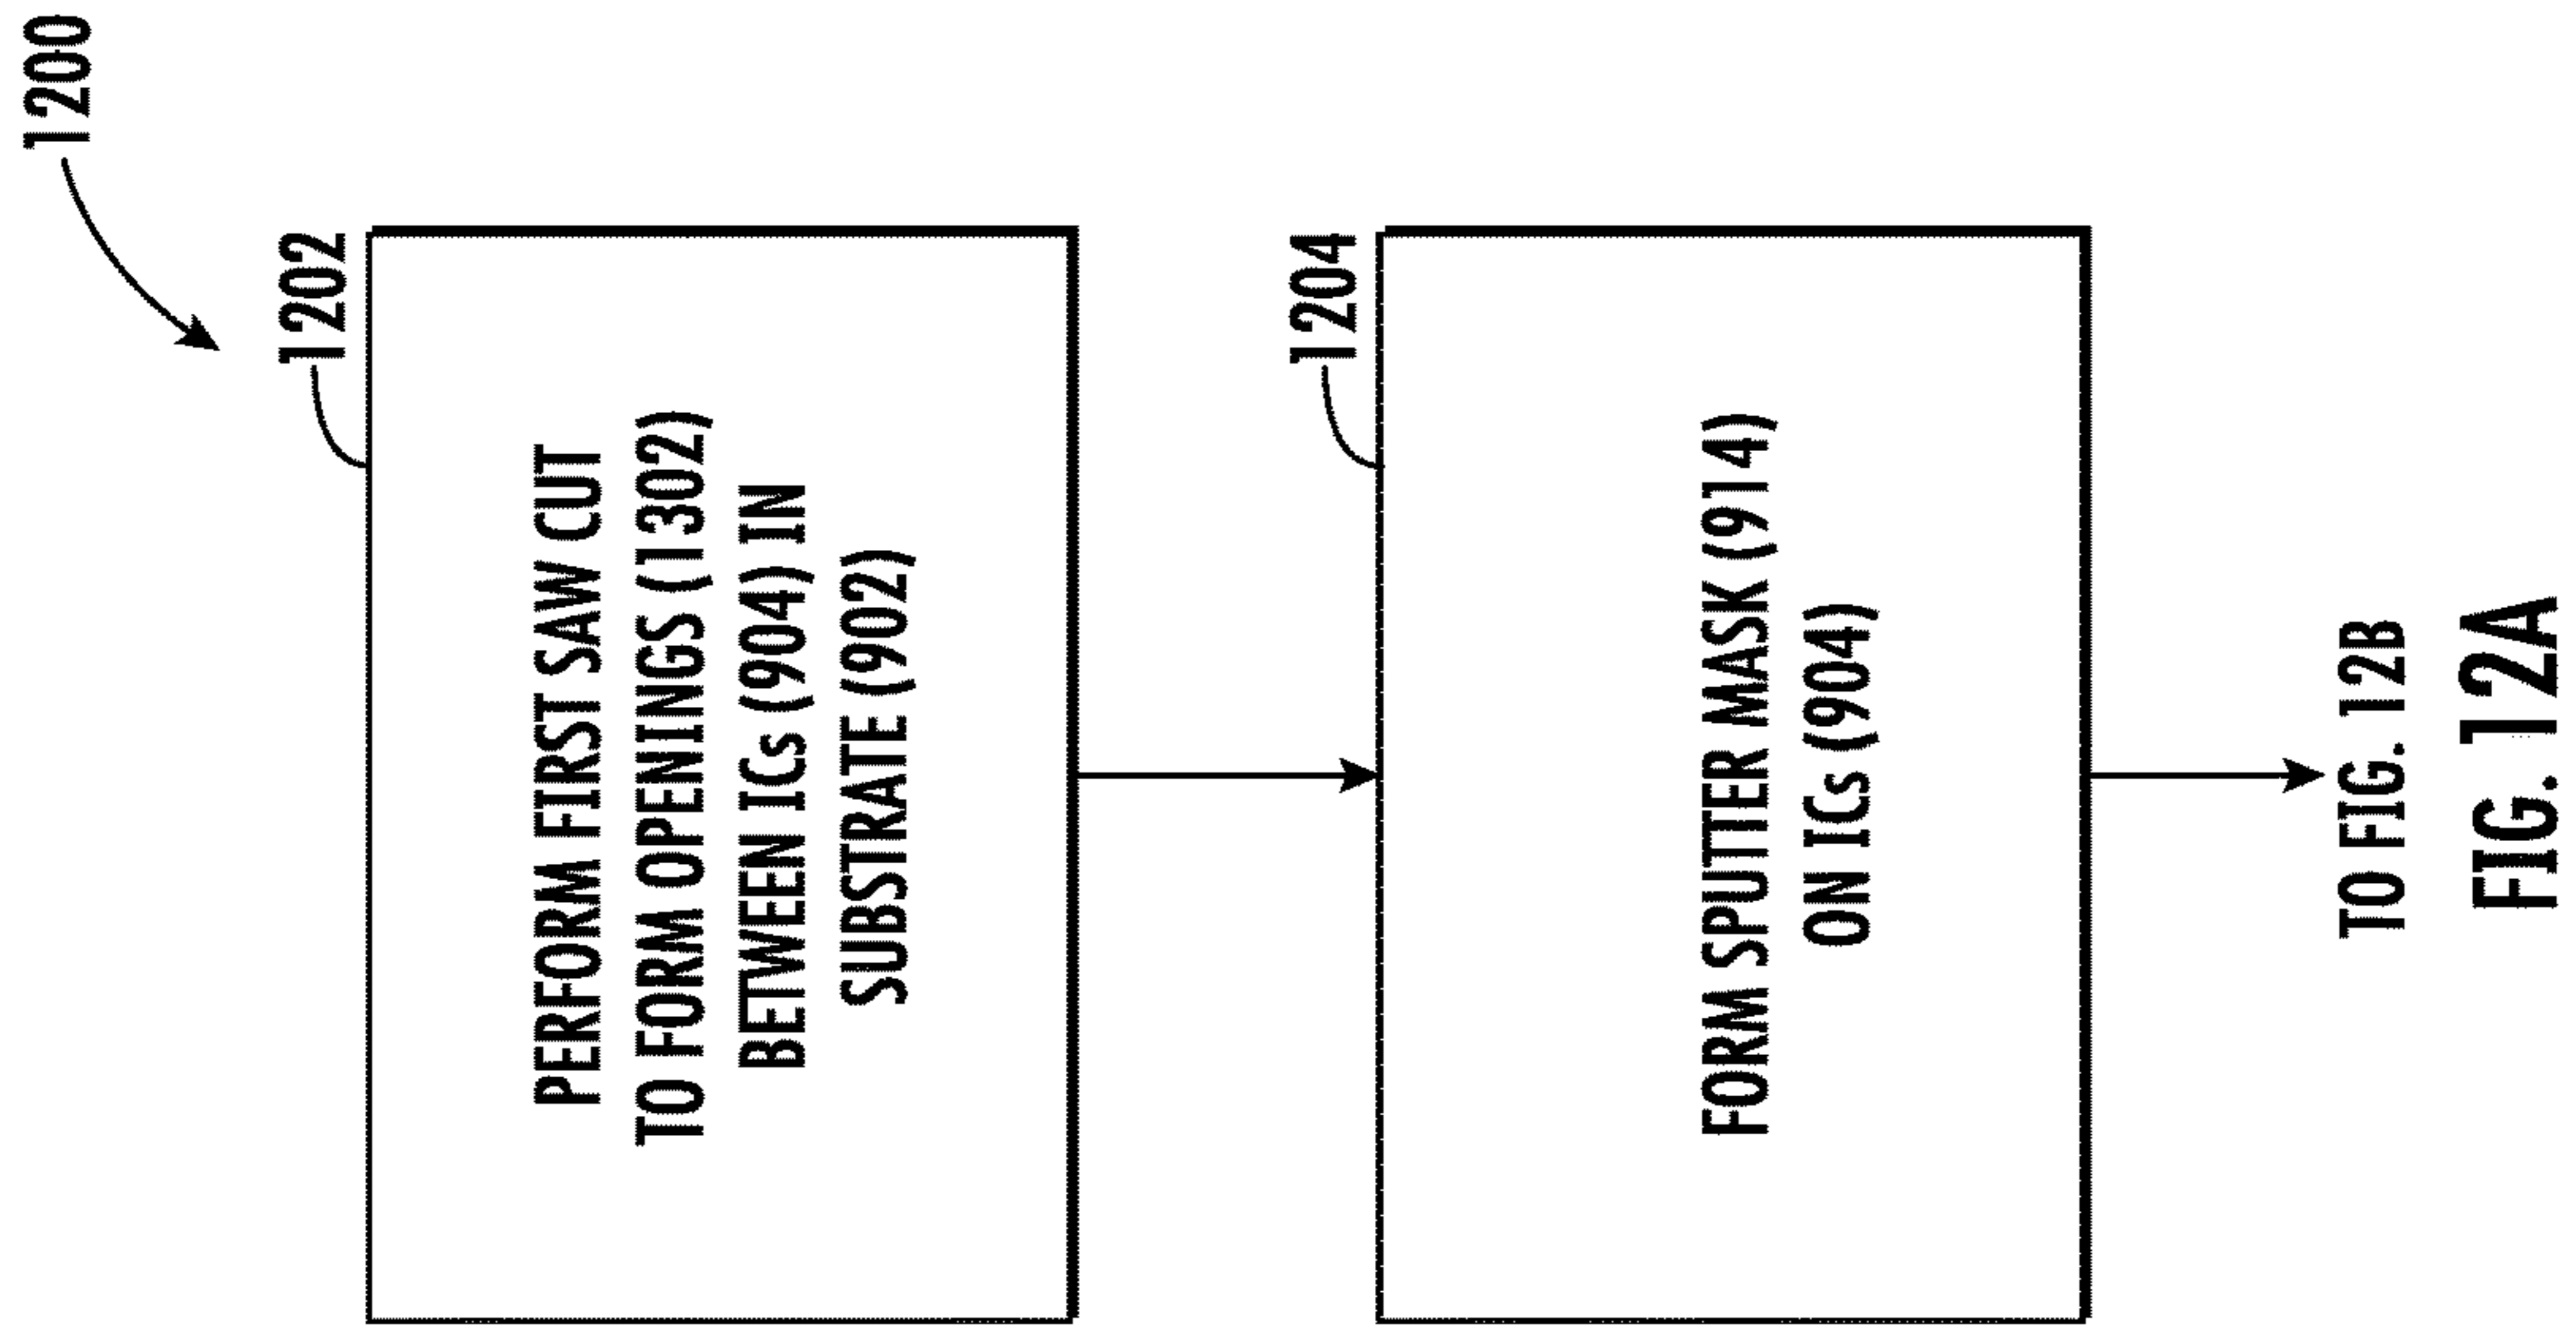 1200
1202
PERFORM FIRST SAW CUT
TO FORM OPENINGS (1302)
BETWEEN ICs (904) IN
SUBSTRATE (902)
1204
FORM SPUTTER MASK (914)
ON ICs (904)
TO FIG. 12B
FIG. 12A